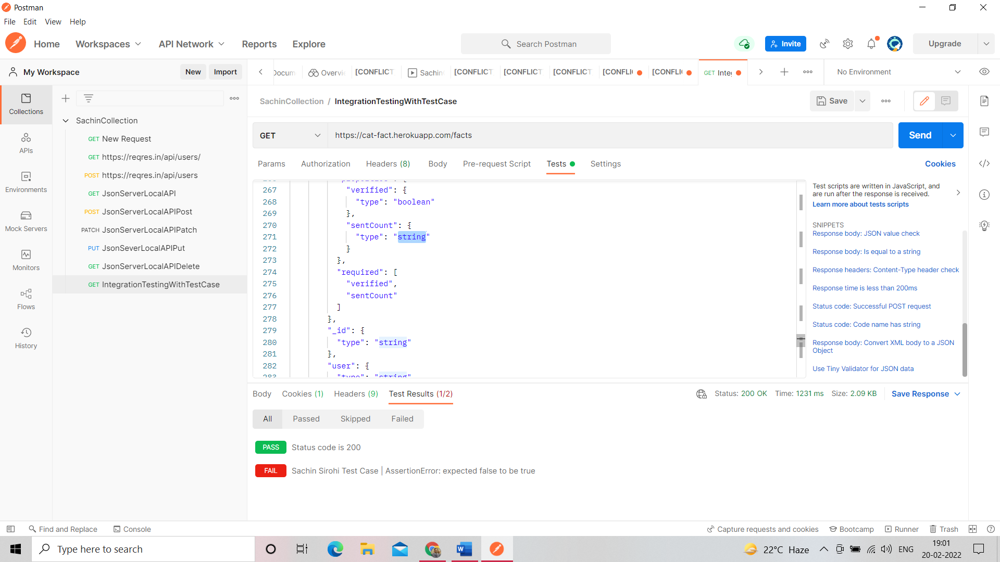 Postman
File Edit View Help
Home Workspaces API Network Reports Explore Search Postman Invite Upgrade
My Workspace New Import
Docum Overvie [CONFLICT Sachin [CONFLICT [CONFLICT [CONFLICT [CONFLI [CONFLI GET Inte No Environment
Collections
APIs
Environments
Mock Servers
Monitors
Flows
History
SachinCollection
GET New Request
GET https://reqres.in/api/users/
POST https://reqres.in/api/users
GET JsonServerLocalAPI
POST JsonServerLocalAPIPost
PATCH JsonServerLocalAPIPatch
PUT JsonSeverLocalAPIPut
GET JsonServerLocalAPIDelete
GET IntegrationTestingWithTestCase
SachinCollection / IntegrationTestingWithTestCase Save
GET https://cat-fact.herokuapp.com/facts Send
Params Authorization Headers (8) Body Pre-request Script Tests Settings Cookies
267 "verified": {
268 "type": "boolean"
269 },
270 "sentCount": {
271 "type": "string"
272 }
273 },
274 "required": [
275 "verified",
276 "sentCount"
277 ]
278 },
279 "_id": {
280 "type": "string"
281 },
282 "user": {
283 "type": "string"
Test scripts are written in JavaScript, and
are run after the response is received.
Learn more about tests scripts
SNIPPETS
Response body: JSON value check
Response body: Is equal to a string
Response headers: Content-Type header check
Response time is less than 200ms
Status code: Successful POST request
Status code: Code name has string
Response body: Convert XML body to a JSON
Object
Use Tiny Validator for JSON data
Body Cookies (1) Headers (9) Test Results (1/2) Status: 200 OK Time: 1231 ms Size: 2.09 KB Save Response
All Passed Skipped Failed
PASS Status code is 200
FAIL Sachin Sirohi Test Case | AssertionError: expected false to be true
Find and Replace Console Capture requests and cookies Bootcamp Runner Trash
Type here to search 22°C Haze ENG 19:01
20-02-2022